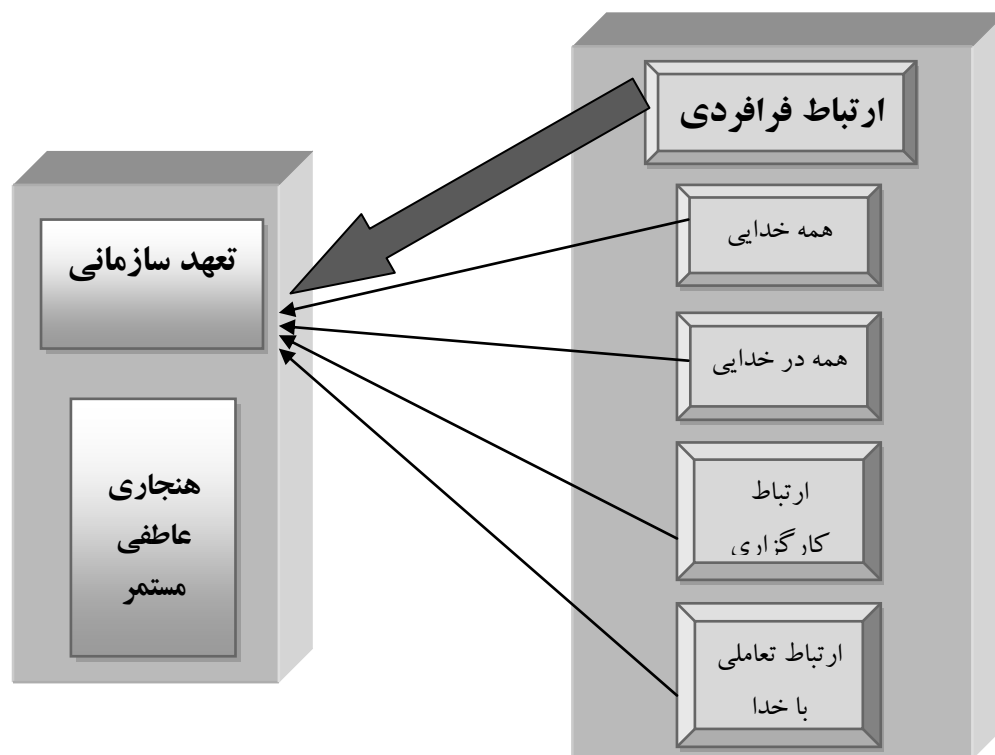 ارتباط فرافردی
همه خدایی
همه در خدایی
ارتباط
کارگزاری
ارتباط تعاملی
با خدا
تعهد سازمانی
هنجاری
عاطفی
مستمر